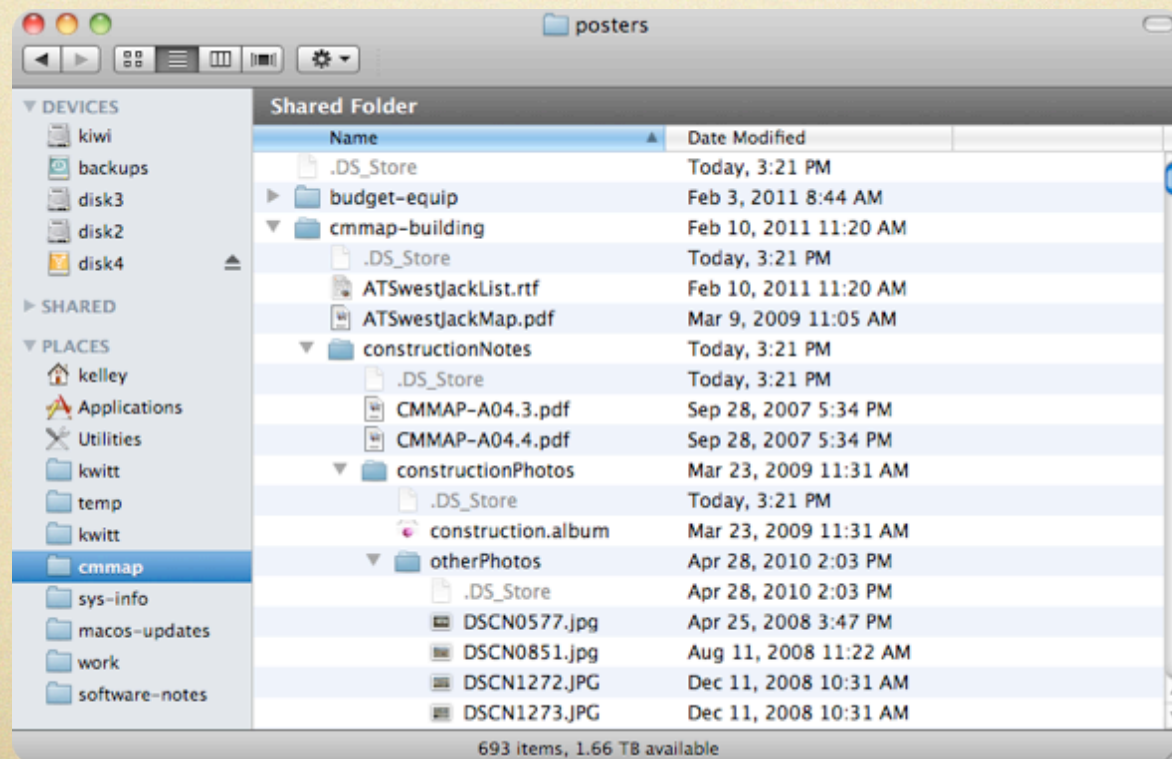 posters
DEVICES
kiwi
backups
disk3
disk2
disk4
SHARED
PLACES
kelley
Applications
Utilities
kwitt
temp
kwitt
cmmap
sys-info
macos-updates
work
software-notes
Shared Folder
Name Date Modified
.DS_Store Today, 3:21 PM
budget-equip Feb 3, 2011 8:44 AM
cmmap-building Feb 10, 2011 11:20 AM
.DS_Store Today, 3:21 PM
ATSwestJackList.rtf Feb 10, 2011 11:20 AM
ATSwestJackMap.pdf Mar 9, 2009 11:05 AM
constructionNotes Today, 3:21 PM
.DS_Store Today, 3:21 PM
CMMAP-A04.3.pdf Sep 28, 2007 5:34 PM
CMMAP-A04.4.pdf Sep 28, 2007 5:34 PM
constructionPhotos Mar 23, 2009 11:31 AM
.DS_Store Today, 3:21 PM
construction.album Mar 23, 2009 11:31 AM
otherPhotos Apr 28, 2010 2:03 PM
.DS_Store Apr 28, 2010 2:03 PM
DSCN0577.jpg Apr 25, 2008 3:47 PM
DSCN0851.jpg Aug 11, 2008 11:22 AM
DSCN1272.JPG Dec 11, 2008 10:31 AM
DSCN1273.JPG Dec 11, 2008 10:31 AM
693 items, 1.66 TB available